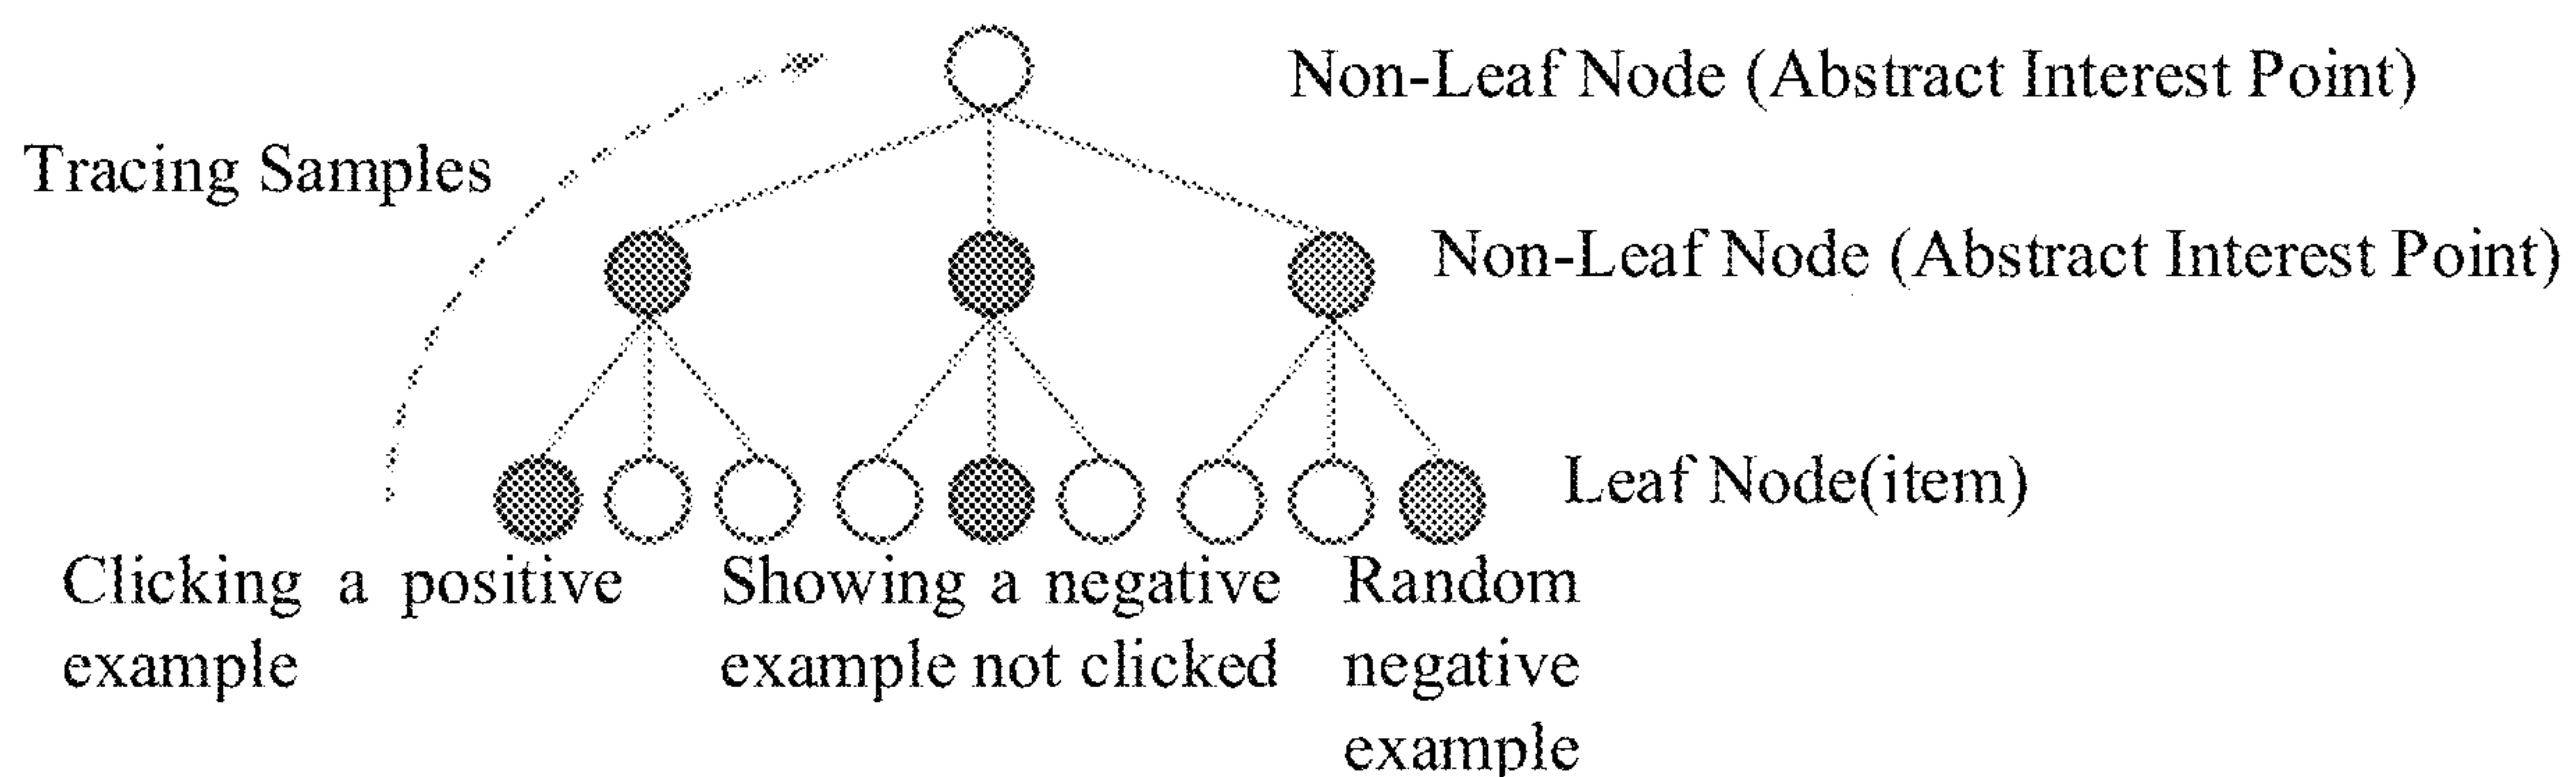 Non-Leaf Node (Abstract Interest Point)
Tracing Samples
Non-Leaf Node (Abstract Interest Point)
Leaf Node(item)
Clicking a positive
example
Showing a negative
example not clicked
Random
negative
example